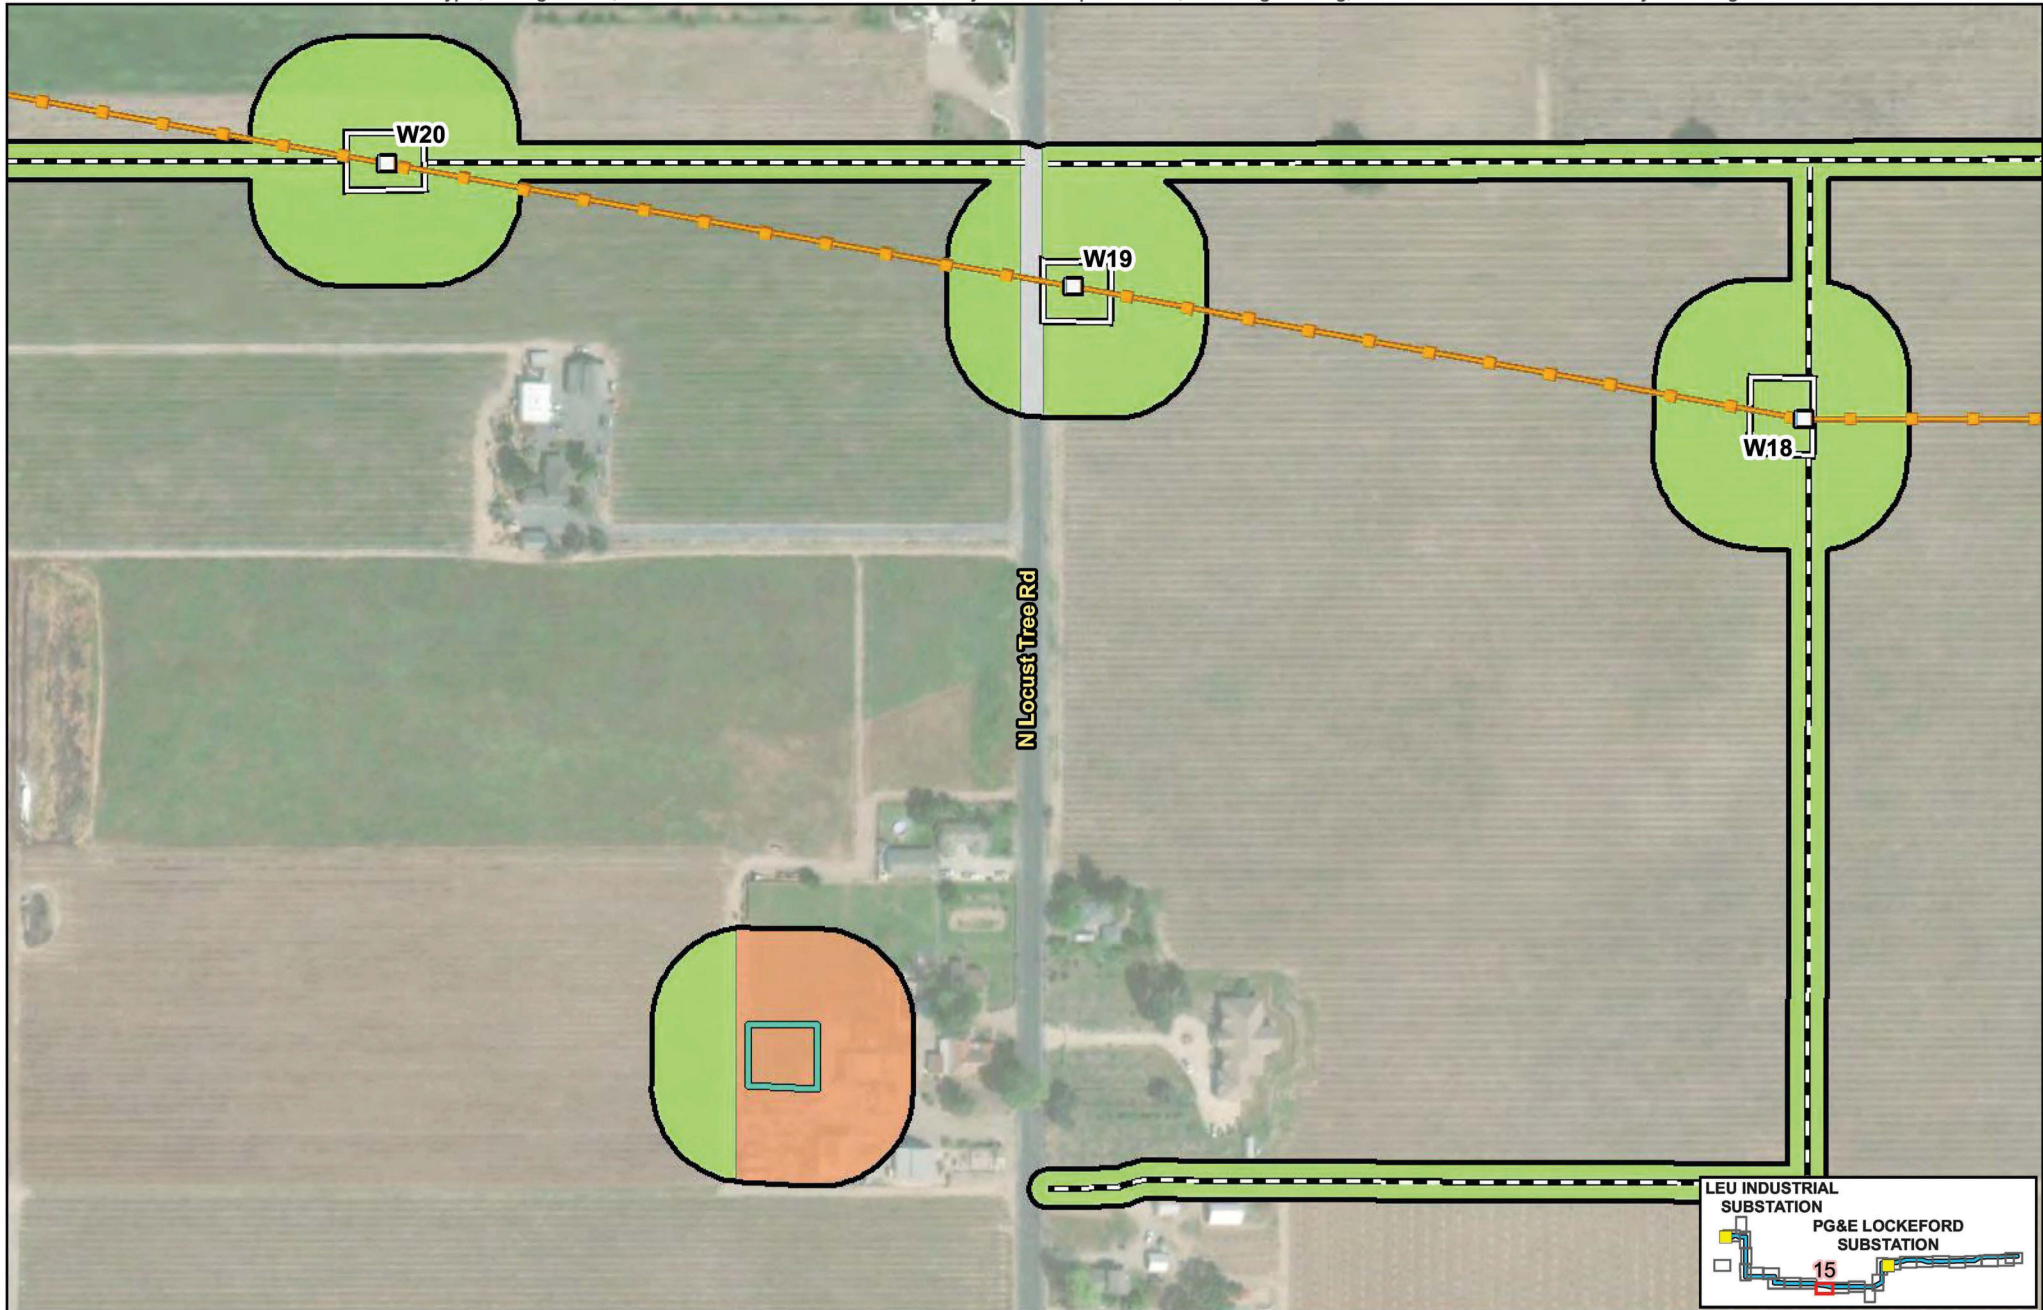 W20
W19
W18
N Locust Tree Rd
LEU INDUSTRIAL
SUBSTATION
PG&E LOCKEFORD
SUBSTATION
15